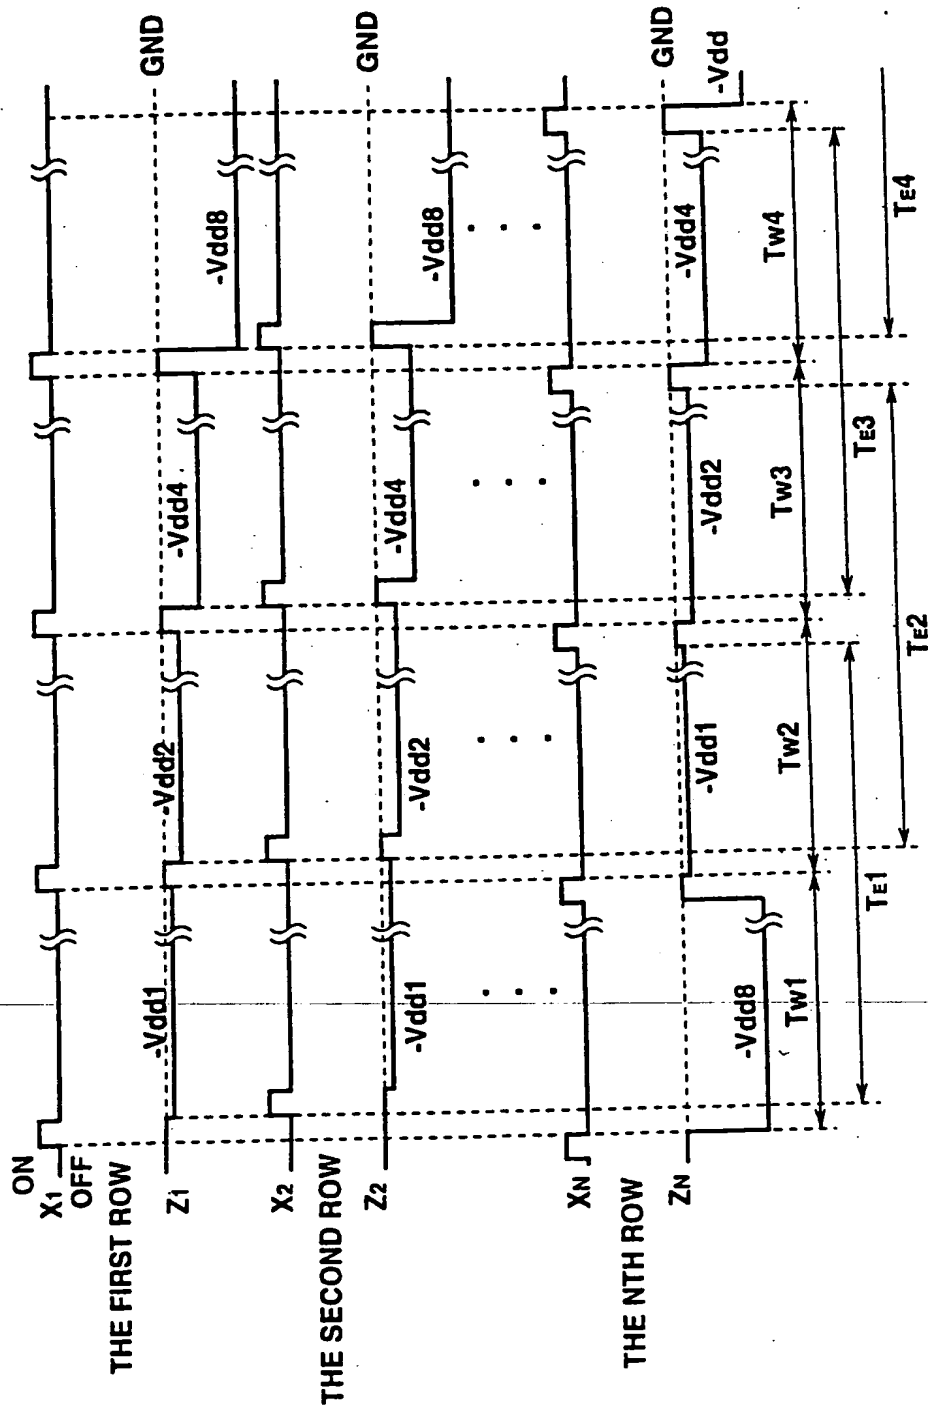 ON
X1
OFF
THE FIRST ROW
GND
Z1
-Vdd1
-Vdd2
-Vdd4
-Vdd8
X2
THE SECOND ROW
GND
Z2
-Vdd1
-Vdd2
-Vdd4
-Vdd8
XN
THE NTH ROW
GND
ZN
-Vdd8
-Vdd1
-Vdd2
-Vdd4
-Vdd
TW1
TW2
TW3
TW4
TE1
TE3
TE2
TE4